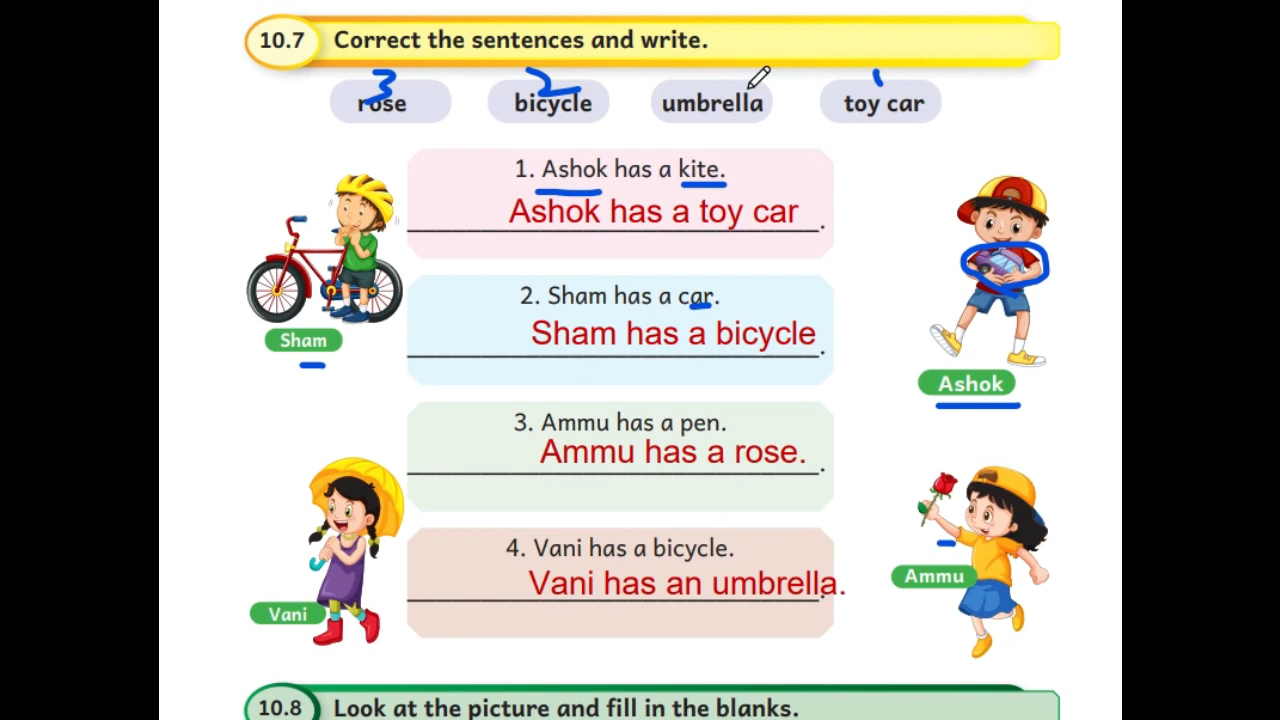 10.7 Correct the sentences and write.
3 2 1
rose bicycle umbrella toy car
1. Ashok has a kite.
Ashok has a toy car.
2. Sham has a car.
Sham has a bicycle.
Sham
Ashok
3. Ammu has a pen.
Ammu has a rose. .
4. Vani has a bicycle.
Vani has an umbrella. .
Ammu
Vani
10.8 Look at the picture and fill in the blanks.